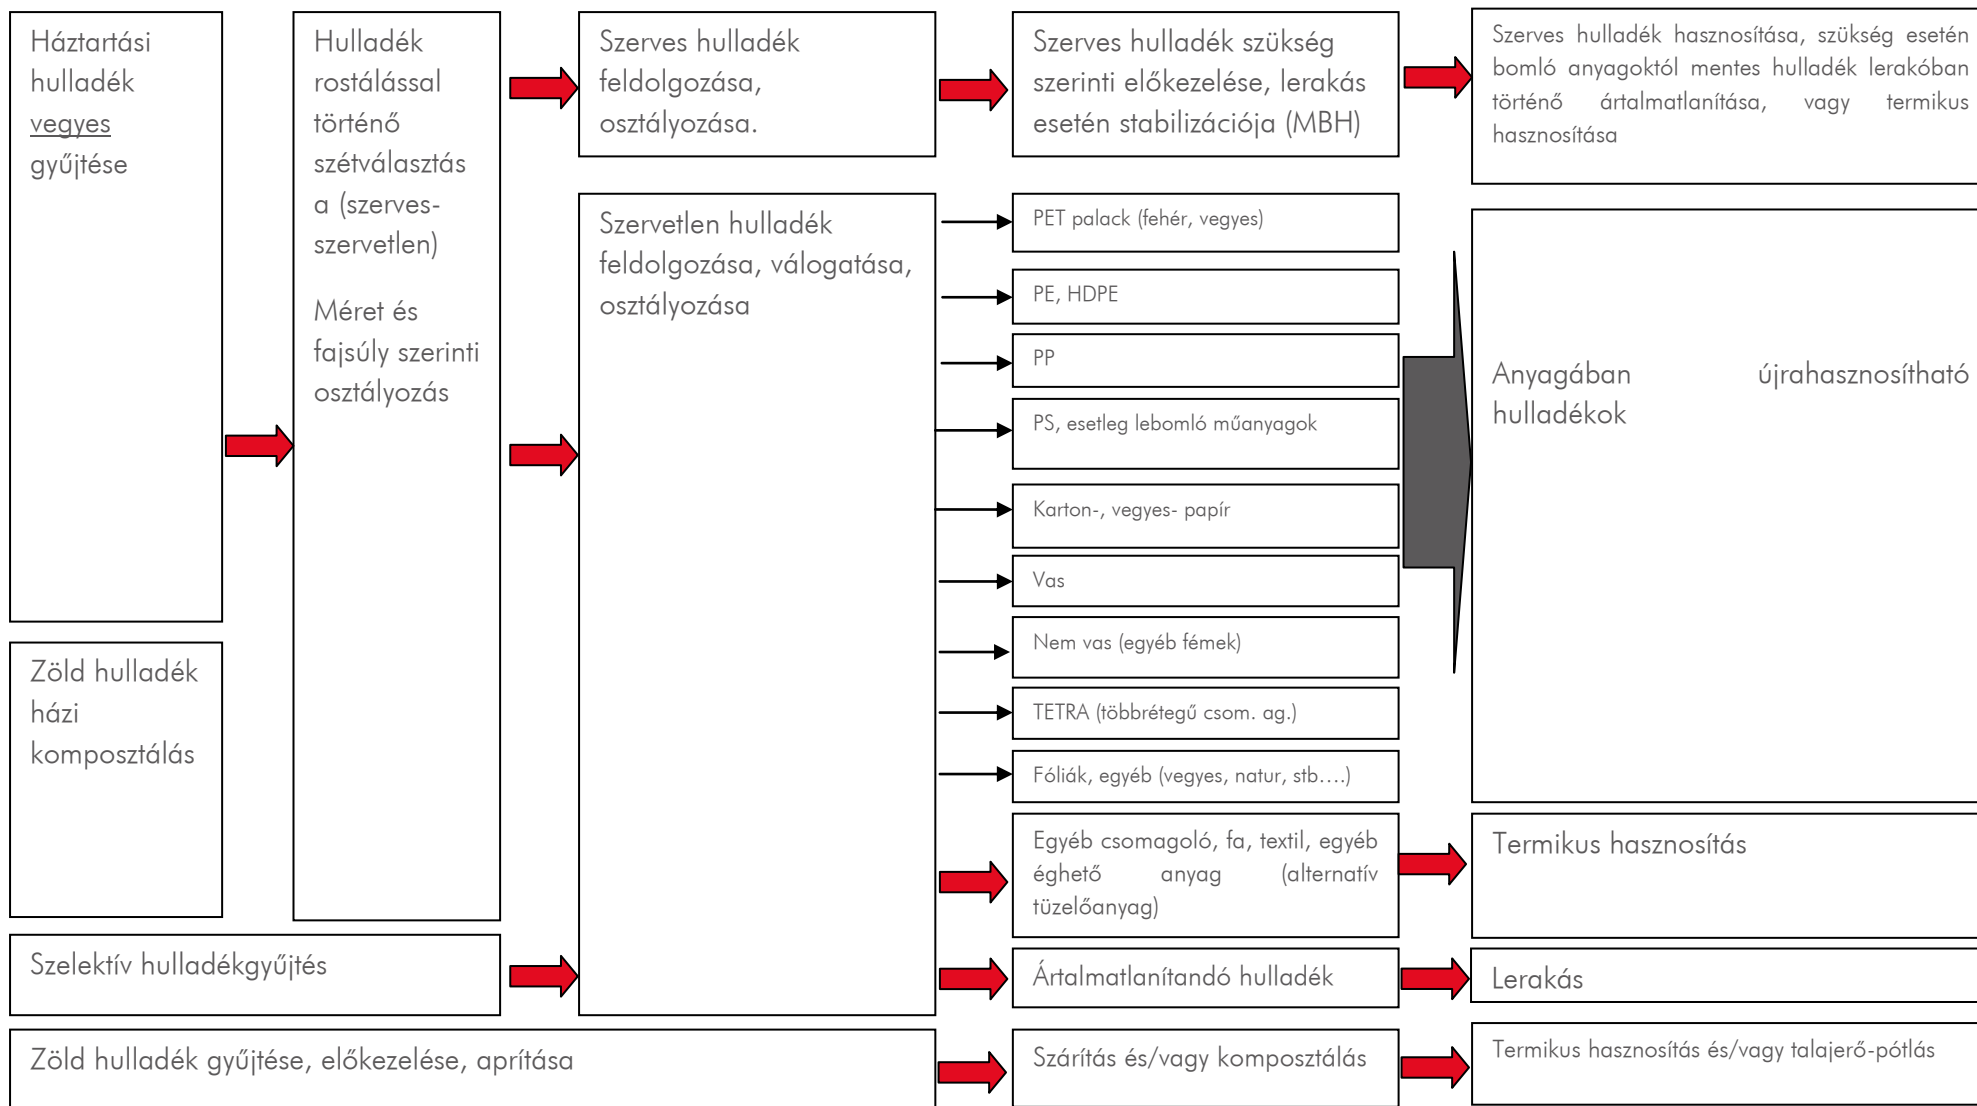 Háztartási
hulladék
vegyes
gyűjtése
Hulladék
rostálással
történő
szétválasztás
a (szerves-
szervetlen)
Méret és
fajsúly szerinti
osztályozás
Szerves hulladék
feldolgozása,
osztályozása.
Szerves hulladék szükség
szerinti előkezelése, lerakás
esetén stabilizációja (MBH)
Szerves hulladék hasznosítása, szükség esetén
bomló anyagoktól mentes hulladék lerakóban
történő ártalmatlanítása, vagy termikus
hasznosítása
Szervetlen hulladék
feldolgozása, válogatása,
osztályozása
PET palack (fehér, vegyes)
PE, HDPE
PP
PS, esetleg lebomló műanyagok
Karton-, vegyes- papír
Vas
Nem vas (egyéb fémek)
TETRA (többrétegű csom. ag.)
Fóliák, egyéb (vegyes, natur, stb….)
Anyagában újrahasznosítható
hulladékok
Zöld hulladék
házi
komposztálás
Egyéb csomagoló, fa, textil, egyéb
éghető anyag (alternatív
tüzelőanyag)
Termikus hasznosítás
Szelektív hulladékgyűjtés
Ártalmatlanítandó hulladék
Lerakás
Zöld hulladék gyűjtése, előkezelése, aprítása
Szárítás és/vagy komposztálás
Termikus hasznosítás és/vagy talajerő-pótlás